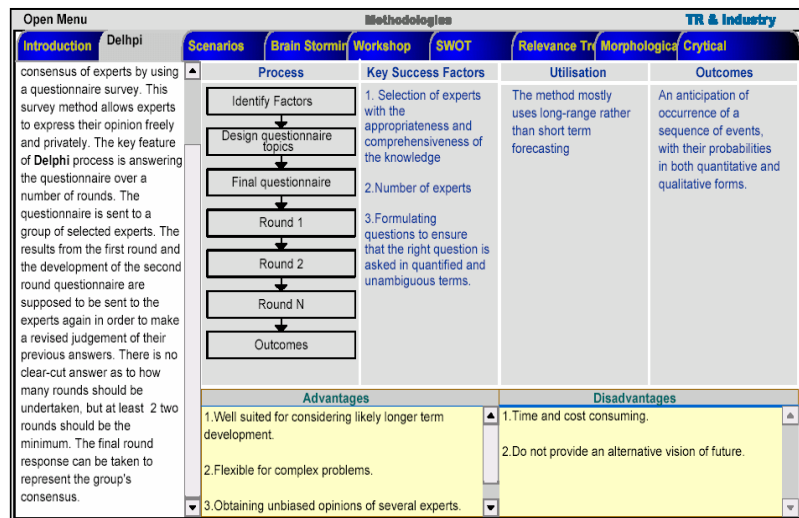 Open Menu
Methodologies
TR & Industry
Introduction
Delhpi
Scenarios
Brain Stormin
Workshop
SWOT
Relevance Tre
Morphologica
Crytical
consensus of experts by using
a questionnaire survey. This
survey method allows experts
to express their opinion freely
and privately. The key feature
of Delphi process is answering
the questionnaire over a
number of rounds. The
questionnaire is sent to a
group of selected experts. The
results from the first round and
the development of the second
round questionnaire are
supposed to be sent to the
experts again in order to make
a revised judgement of their
previous answers. There is no
clear-cut answer as to how
many rounds should be
undertaken, but at least 2 two
rounds should be the
minimum. The final round
response can be taken to
represent the group's
consensus.
Process
Identify Factors
Design questionnaire
topics
Final questionnaire
Round 1
Round 2
Round N
Outcomes
Key Success Factors
1. Selection of experts
with the
appropriateness and
comprehensiveness of
the knowledge
2.Number of experts
3.Formulating
questions to ensure
that the right question is
asked in quantified and
unambiguous terms.
Utilisation
The method mostly
uses long-range rather
than short term
forecasting
Outcomes
An anticipation of
occurrence of a
sequence of events,
with their probabilities
in both quantitative and
qualitative forms.
Advantages
1.Well suited for considering likely longer term
development.
2.Flexible for complex problems.
3.Obtaining unbiased opinions of several experts.
Disadvantages
1.Time and cost consuming.
2.Do not provide an alternative vision of future.